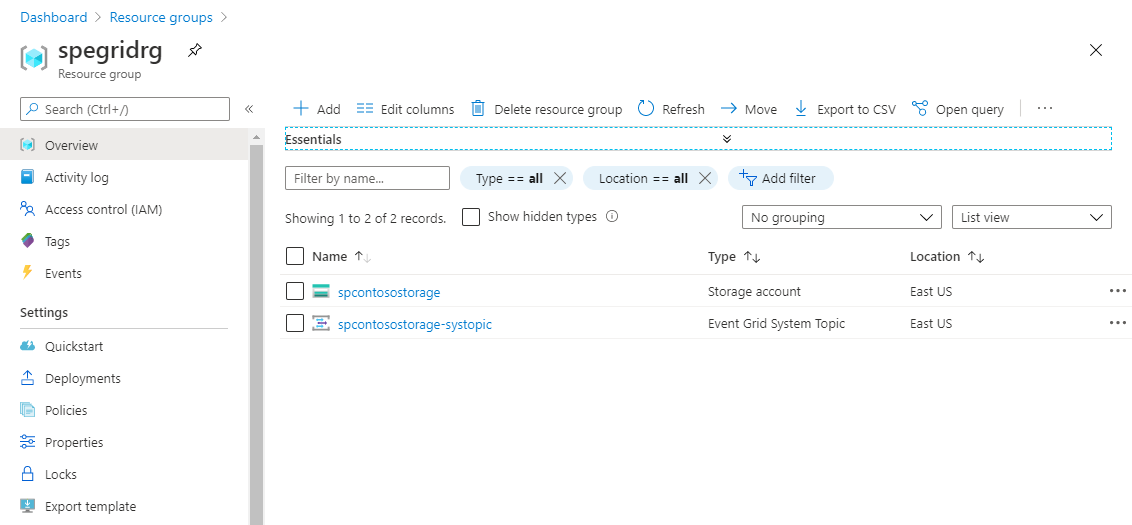 Dashboard > Resource groups >
spegridrg
Resource group
Search (Ctrl+/)
Overview
Activity log
Access control (IAM)
Tags
Events
Settings
Quickstart
Deployments
Policies
Properties
Locks
Export template
Add Edit columns Delete resource group Refresh Move Export to CSV Open query ...
Essentials
Filter by name... Type == all Location == all Add filter
Showing 1 to 2 of 2 records. Show hidden types No grouping List view
Name Type Location
spcontosostorage Storage account East US ...
spcontosostorage-systopic Event Grid System Topic East US ...